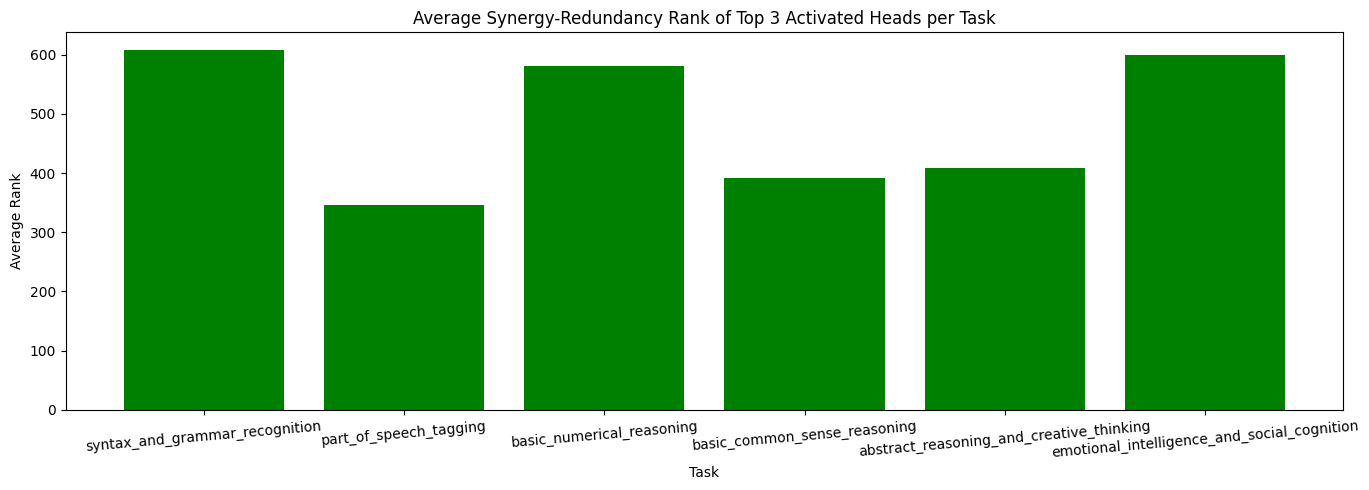 Average Synergy-Redundancy Rank of Top 3 Activated Heads per Task
Average Rank
600
500
400
300
200
100
0
syntax_and_grammar_recognition
part_of_speech_tagging
basic_numerical_reasoning
basic_common_sense_reasoning
abstract_reasoning_and_creative_thinking
emotional_intelligence_and_social_cognition
Task